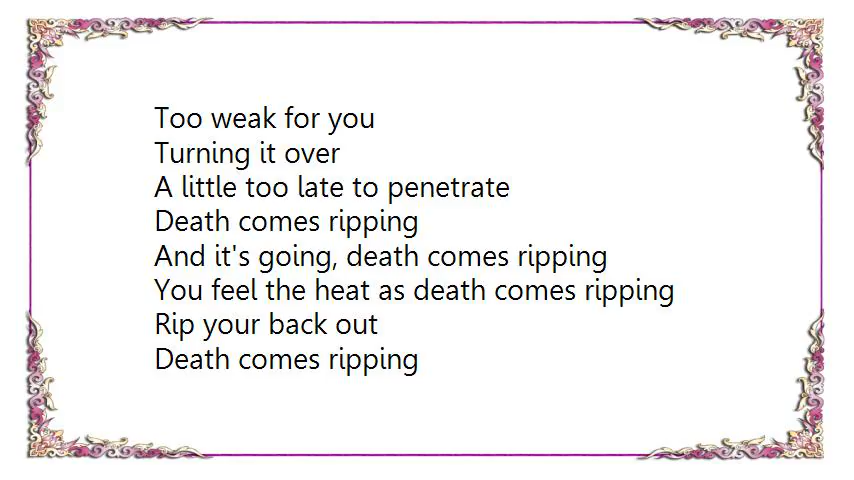 Too weak for you
Turning it over
A little too late to penetrate
Death comes ripping
And it's going, death comes ripping
You feel the heat as death comes ripping
Rip your back out
Death comes ripping